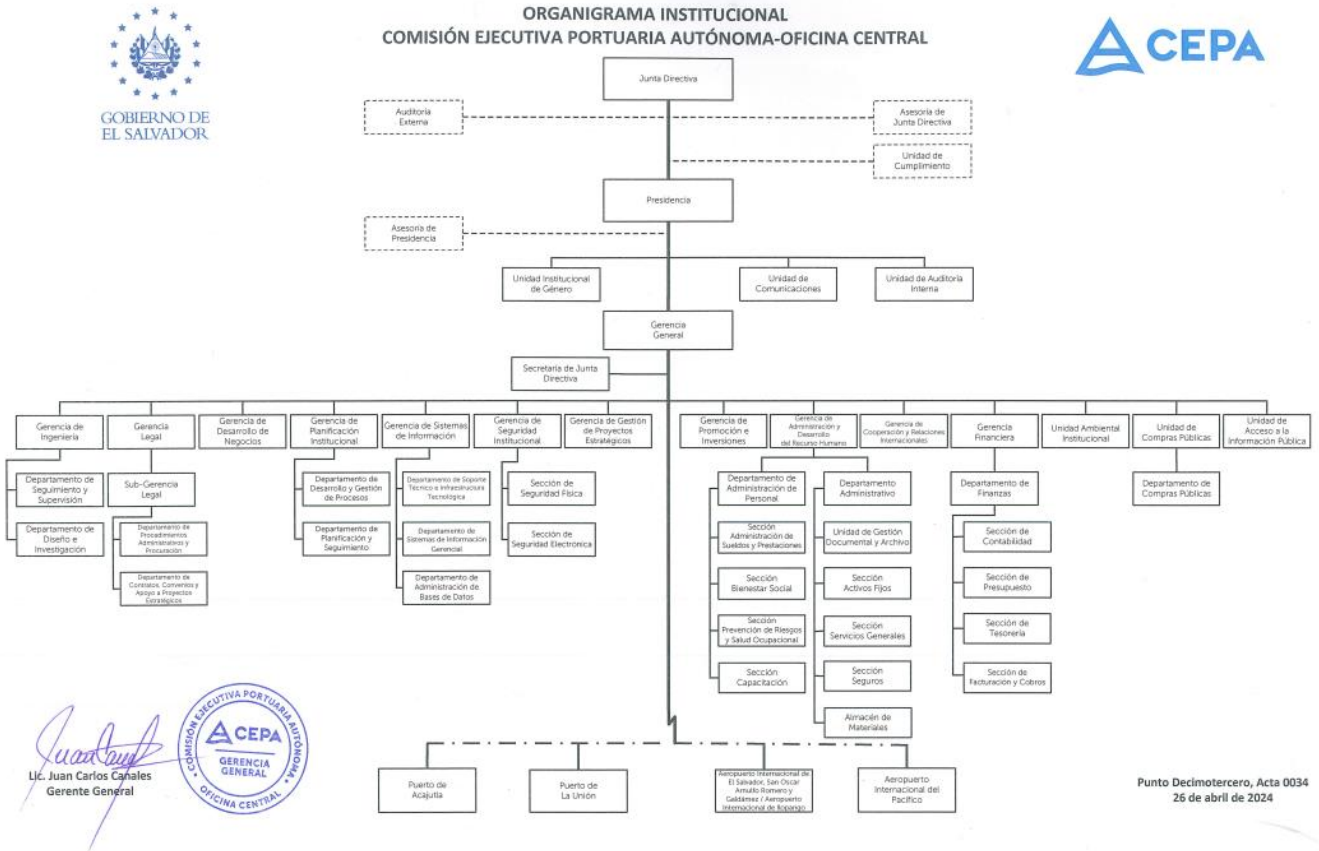 ORGANIGRAMA INSTITUCIONAL
COMISIÓN EJECUTIVA PORTUARIA AUTÓNOMA-OFICINA CENTRAL
GOBIERNO DE
EL SALVADOR
CEPA
Junta Directiva
Auditoría
Externa
Asesoría de
Junta Directiva
Unidad de
Cumplimiento
Presidencia
Asesoría de
Presidencia
Unidad Institucional
de Género
Unidad de
Comunicaciones
Unidad de Auditoría
Interna
Gerencia
General
Secretaría de Junta
Directiva
Gerencia de
Ingeniería
Gerencia
Legal
Gerencia de
Desarrollo de
Negocios
Gerencia de
Planificación
Institucional
Gerencia de Sistemas
de Información
Gerencia de
Seguridad
Institucional
Gerencia de Gestión
de Proyectos
Estratégicos
Gerencia de
Promoción e
Inversiones
Gerencia de
Administración y
Desarrollo
del Recurso Humano
Gerencia de
Cooperación y Relaciones
Internacionales
Gerencia
Financiera
Unidad Ambiental
Institucional
Unidad de
Compras Públicas
Unidad de
Acceso a la
Información Pública
Departamento de
Seguimiento y
Supervisión
Departamento de
Diseño e
Investigación
Sub-Gerencia
Legal
Departamento de
Procedimientos
Administrativos y
Procuración
Departamento de
Contratos, Convenios y
Apoyo a Proyectos
Estratégicos
Departamento de
Desarrollo y Gestión
de Procesos
Departamento de
Planificación y
Seguimiento
Departamento de Soporte
Técnico e Infraestructura
Tecnológica
Departamento de
Sistemas de Información
Gerencial
Departamento de
Administración de
Bases de Datos
Sección de
Seguridad Física
Sección de
Seguridad Electrónica
Departamento de
Administración de
Personal
Sección
Administración de
Sueldos y Prestaciones
Sección
Bienestar Social
Sección
Prevención de Riesgos
y Salud Ocupacional
Sección
Capacitación
Departamento
Administrativo
Unidad de Gestión
Documental y Archivo
Sección
Activos Fijos
Sección
Servicios Generales
Sección
Seguros
Almacén de
Materiales
Departamento de
Finanzas
Sección de
Contabilidad
Sección de
Presupuesto
Sección de
Tesorería
Sección de
Facturación y Cobros
Departamento de
Compras Públicas
Puerto de
Acajutla
Puerto de
La Unión
Aeropuerto Internacional de
El Salvador, San Óscar
Arnulfo Romero y
Galdámez / Aeropuerto
Internacional de Ilopango
Aeropuerto
Internacional del
Pacífico
Lic. Juan Carlos Canales
Gerente General
COMISIÓN EJECUTIVA PORTUARIA AUTÓNOMA
CEPA
GERENCIA
GENERAL
OFICINA CENTRAL
Punto Decimotercero, Acta 0034
26 de abril de 2024